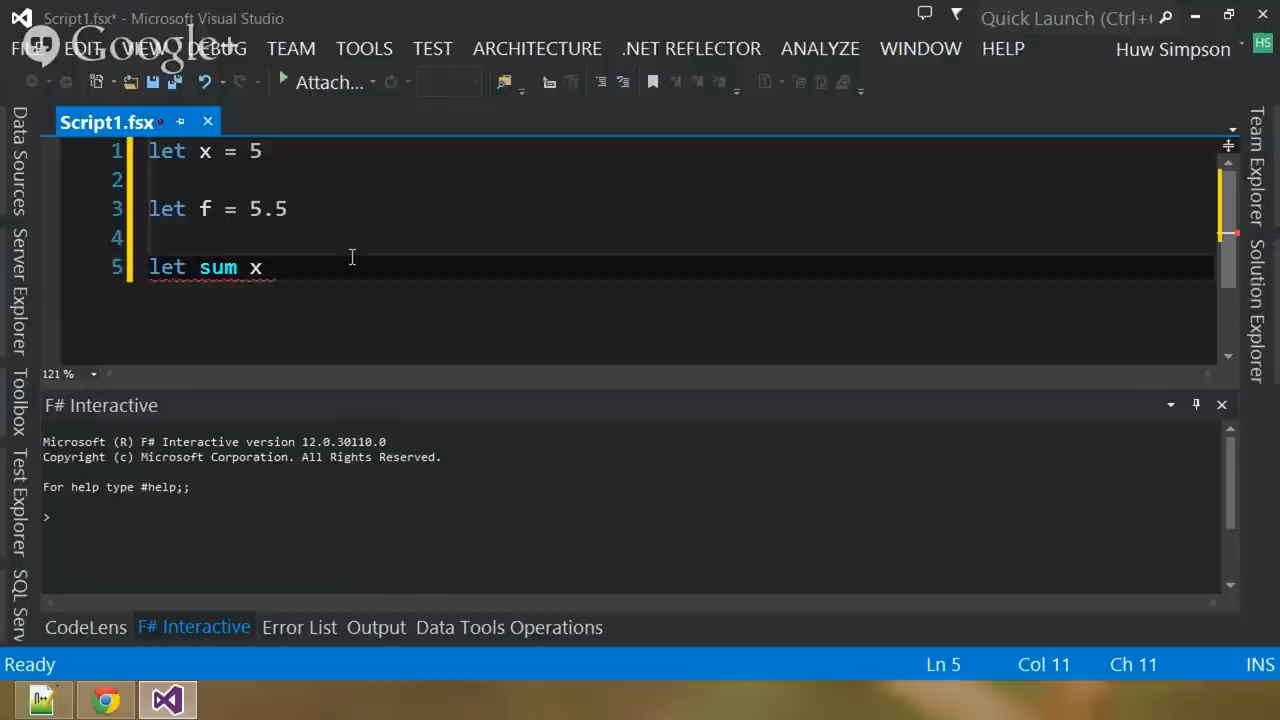 Script1.fsx* - Microsoft Visual Studio
Quick Launch (Ctrl+
Google+
FILE EDIT VIEW DEBUG TEAM TOOLS TEST ARCHITECTURE .NET REFLECTOR ANALYZE WINDOW HELP
Huw Simpson
HS
Attach...
Script1.fsx
1 let x = 5
2
3 let f = 5.5
4
5 let sum x
121 %
F# Interactive
Microsoft (R) F# Interactive version 12.0.30110.0
Copyright (c) Microsoft Corporation. All Rights Reserved.
For help type #help;;
>
CodeLens F# Interactive Error List Output Data Tools Operations
Ready
Ln 5 Col 11 Ch 11 INS
Data Sources
Server Explorer
Toolbox
Test Explorer
SQL Serv
Team Explorer
Solution Explorer